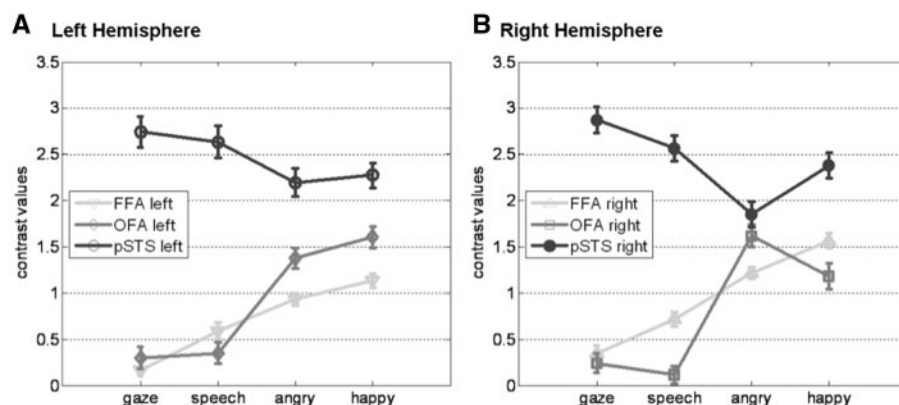 A Left Hemisphere
3.5
3
2.5
2
1.5
1
0.5
0
contrast values
FFA left
OFA left
pSTS left
gaze speech angry happy
B Right Hemisphere
3.5
3
2.5
2
1.5
1
0.5
0
contrast values
FFA right
OFA right
pSTS right
gaze speech angry happy